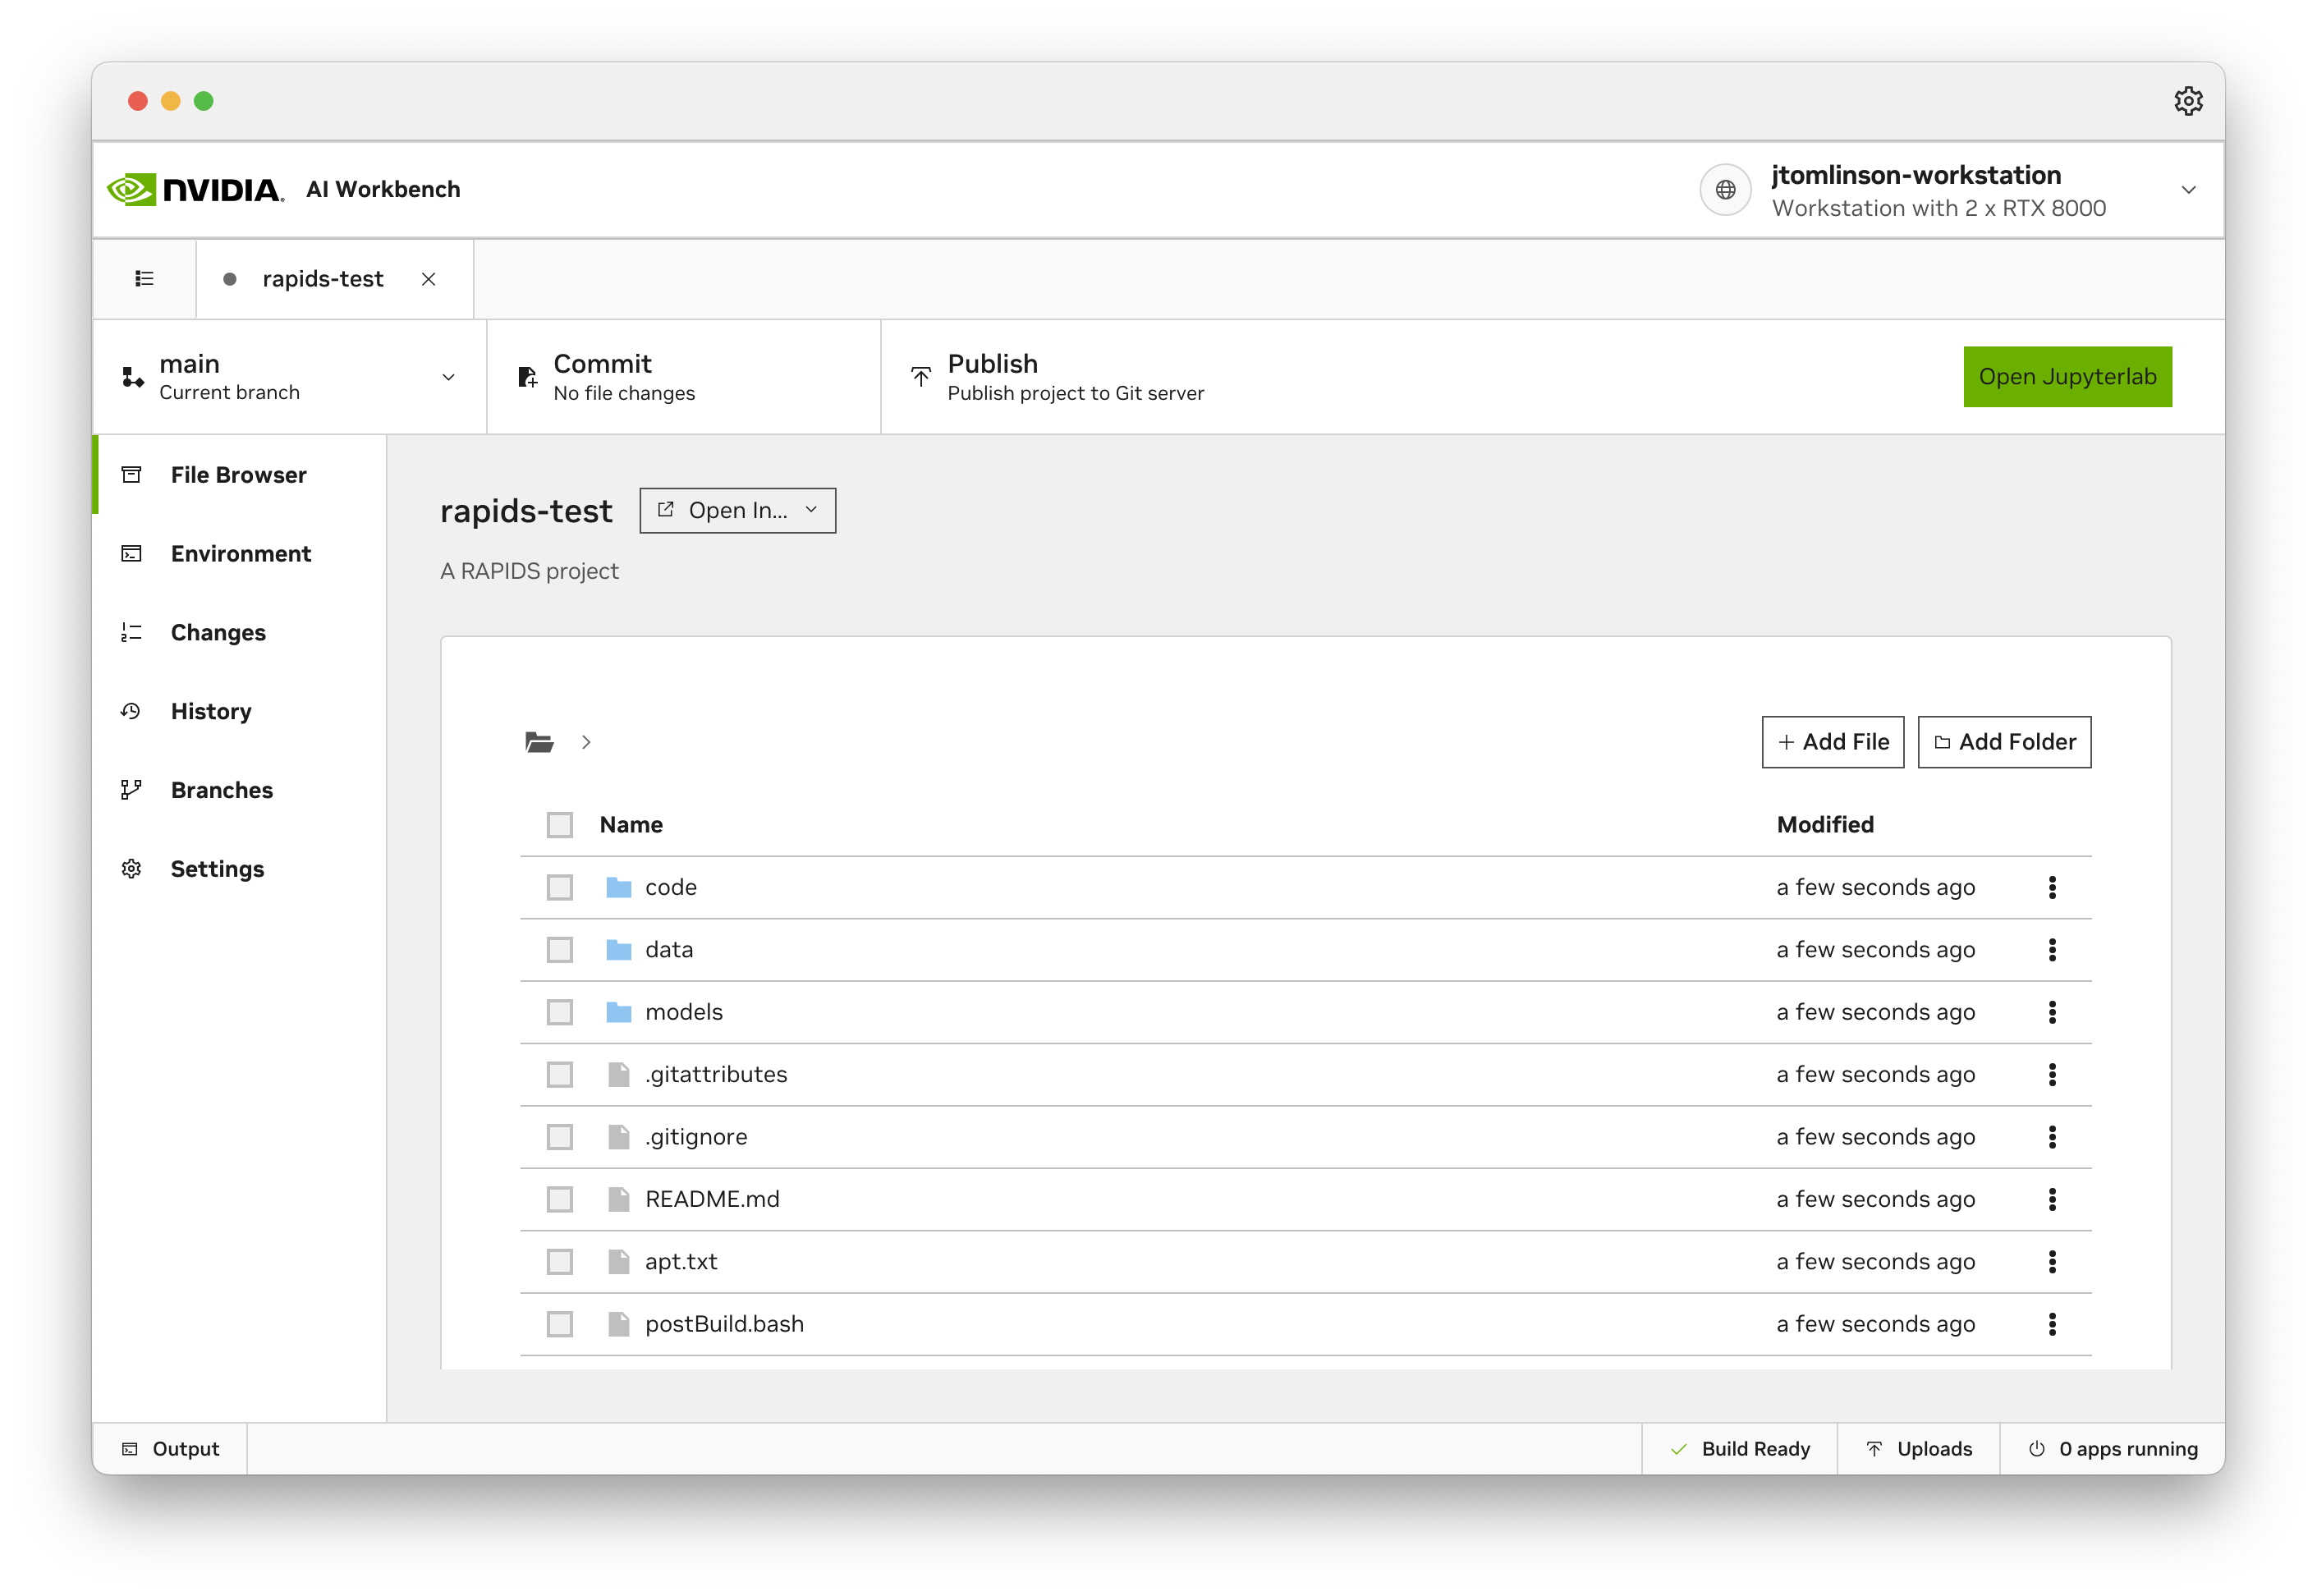 NVIDIA. AI Workbench
jtomlinson-workstation
Workstation with 2 x RTX 8000
rapids-test
main
Current branch
Commit
No file changes
Publish
Publish project to Git server
Open Jupyterlab
File Browser
Environment
Changes
History
Branches
Settings
rapids-test
Open In...
A RAPIDS project
Add File
Add Folder
Name Modified
code a few seconds ago
data a few seconds ago
models a few seconds ago
.gitattributes a few seconds ago
.gitignore a few seconds ago
README.md a few seconds ago
apt.txt a few seconds ago
postBuild.bash a few seconds ago
Output
Build Ready
Uploads
0 apps running